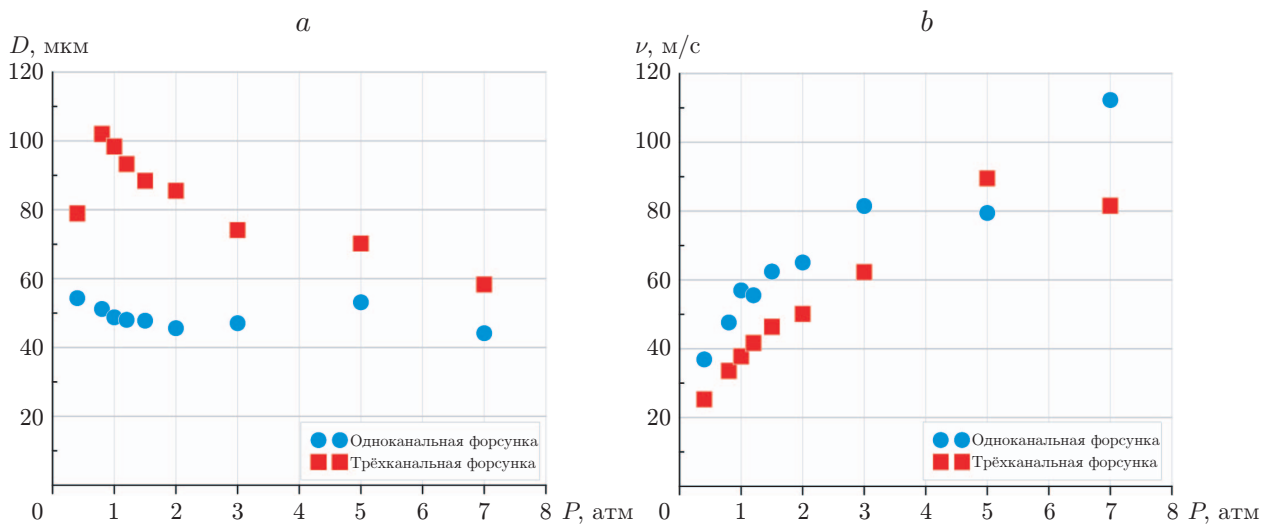 a
D, мкм
120
100
80
60
40
20
0
1 2 3 4 5 6 7 8 P, атм
Одноканальная форсунка
Трёхканальная форсунка
b
ν, м/с
120
100
80
60
40
20
0
1 2 3 4 5 6 7 8 P, атм
Одноканальная форсунка
Трёхканальная форсунка